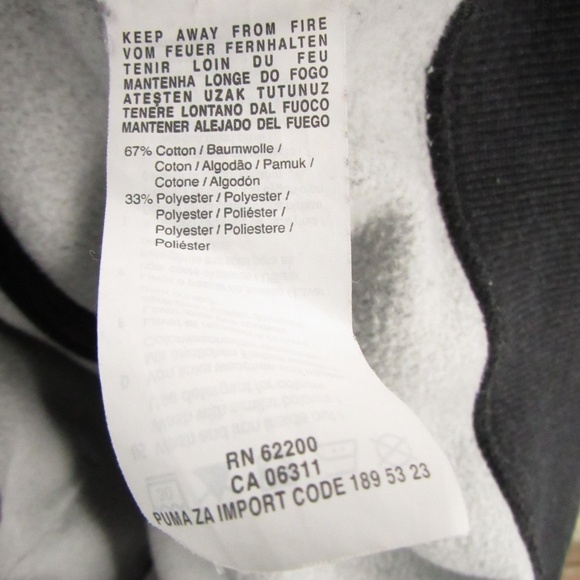 KEEP AWAY FROM FIRE
VOM FEUER FERNHALTEN
TENIR LOIN DU FEU
MANTENHA LONGE DO FOGO
ATEŞTEN UZAK TUTUNUZ
TENERE LONTANO DAL FUOCO
MANTENER ALEJADO DEL FUEGO
67% Cotton / Baumwolle /
Coton / Algodão / Pamuk /
Cotone / Algodón
33% Polyester / Polyester /
Polyester / Poliéster /
Polyester / Poliestere /
Poliéster
RN 62200
CA 06311
PUMA ZA IMPORT CODE 189 53 23